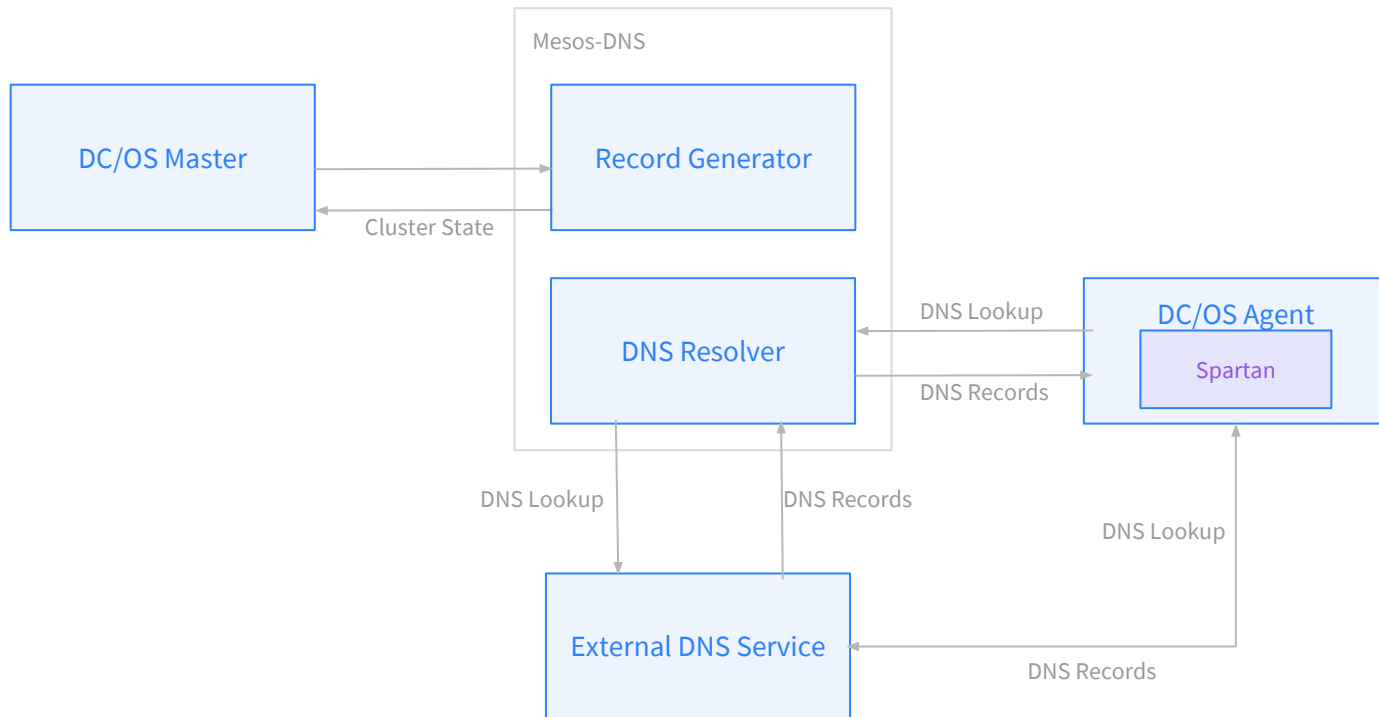 Mesos-DNS
DC/OS Master
Record Generator
Cluster State
DNS Resolver
DNS Lookup
DNS Records
DC/OS Agent
Spartan
DNS Lookup
DNS Records
DNS Lookup
External DNS Service
DNS Records